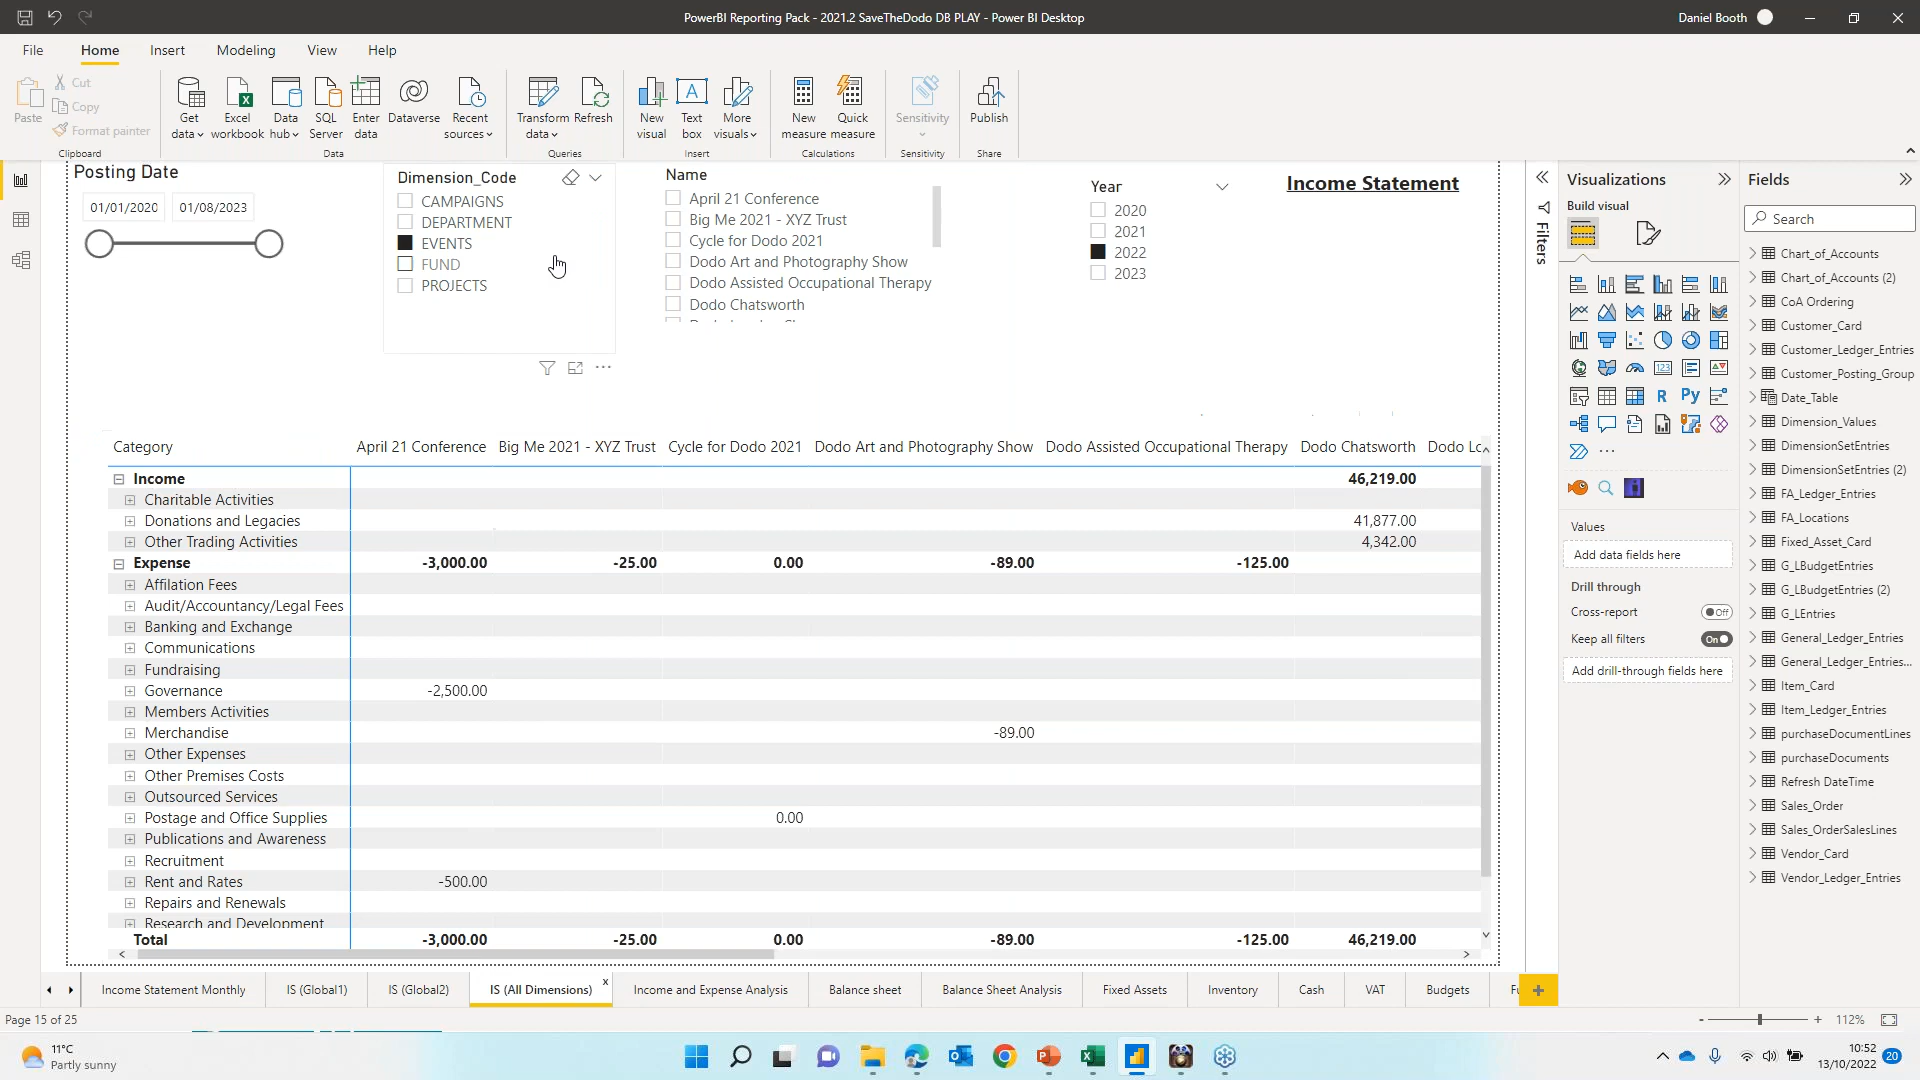 PowerBI Reporting Pack - 2021.2 SaveTheDodo DB PLAY - Power BI Desktop
Daniel Booth
File Home Insert Modeling View Help
Paste
Cut
Copy
Format painter
Clipboard
Get data
Excel workbook
Data hub
SQL Server
Enter data
Dataverse
Recent sources
Data
Transform data
Refresh
Queries
New visual
Text box
More visuals
Insert
New measure
Quick measure
Calculations
Sensitivity
Sensitivity
Publish
Share
Posting Date
01/01/2020 01/08/2023
Dimension_Code
CAMPAIGNS
DEPARTMENT
EVENTS
FUND
PROJECTS
Name
April 21 Conference
Big Me 2021 - XYZ Trust
Cycle for Dodo 2021
Dodo Art and Photography Show
Dodo Assisted Occupational Therapy
Dodo Chatsworth
Year
2020
2021
2022
2023
Income Statement
Category April 21 Conference Big Me 2021 - XYZ Trust Cycle for Dodo 2021 Dodo Art and Photography Show Dodo Assisted Occupational Therapy Dodo Chatsworth Dodo Lc
Income 46,219.00
Charitable Activities
Donations and Legacies 41,877.00
Other Trading Activities 4,342.00
Expense -3,000.00 -25.00 0.00 -89.00 -125.00
Affilation Fees
Audit/Accountancy/Legal Fees
Banking and Exchange
Communications
Fundraising
Governance -2,500.00
Members Activities
Merchandise -89.00
Other Expenses
Other Premises Costs
Outsourced Services
Postage and Office Supplies 0.00
Publications and Awareness
Recruitment
Rent and Rates -500.00
Repairs and Renewals
Research and Development
Total -3,000.00 -25.00 0.00 -89.00 -125.00 46,219.00
Filters
Visualizations
Build visual
R Py
123
Values
Add data fields here
Drill through
Cross-report Off
Keep all filters On
Add drill-through fields here
Fields
Search
Chart_of_Accounts
Chart_of_Accounts (2)
CoA Ordering
Customer_Card
Customer_Ledger_Entries
Customer_Posting_Group
Date_Table
Dimension_Values
DimensionSetEntries
DimensionSetEntries (2)
FA_Ledger_Entries
FA_Locations
Fixed_Asset_Card
G_LBudgetEntries
G_LBudgetEntries (2)
G_LEntries
General_Ledger_Entries
General_Ledger_Entries...
Item_Card
Item_Ledger_Entries
purchaseDocumentLines
purchaseDocuments
Refresh DateTime
Sales_Order
Sales_OrderSalesLines
Vendor_Card
Vendor_Ledger_Entries
Income Statement Monthly IS (Global1) IS (Global2) IS (All Dimensions) x Income and Expense Analysis Balance sheet Balance Sheet Analysis Fixed Assets Inventory Cash VAT Budgets
Page 15 of 25
- + 112%
11°C
Partly sunny
10:52
13/10/2022
20